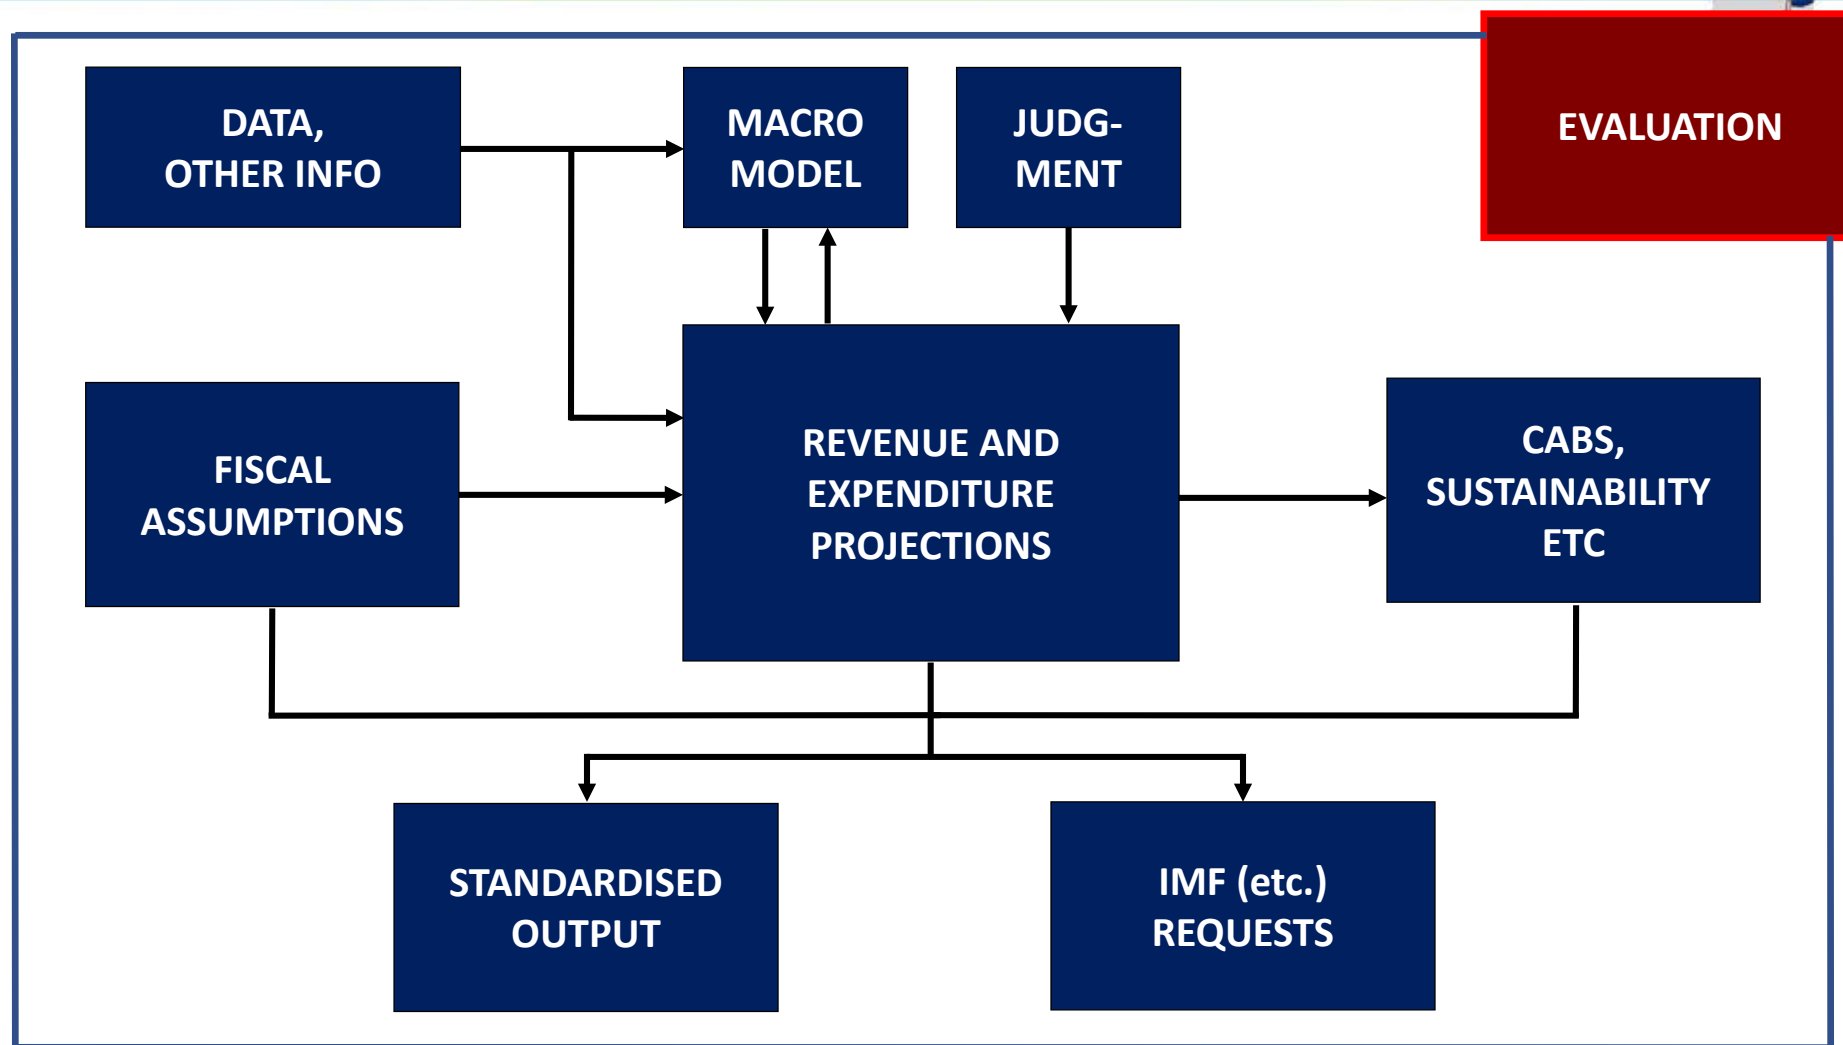 DATA,
OTHER INFO
MACRO
MODEL
JUDG-
MENT
EVALUATION
FISCAL
ASSUMPTIONS
REVENUE AND
EXPENDITURE
PROJECTIONS
CABS,
SUSTAINABILITY
ETC
STANDARDISED
OUTPUT
IMF (etc.)
REQUESTS